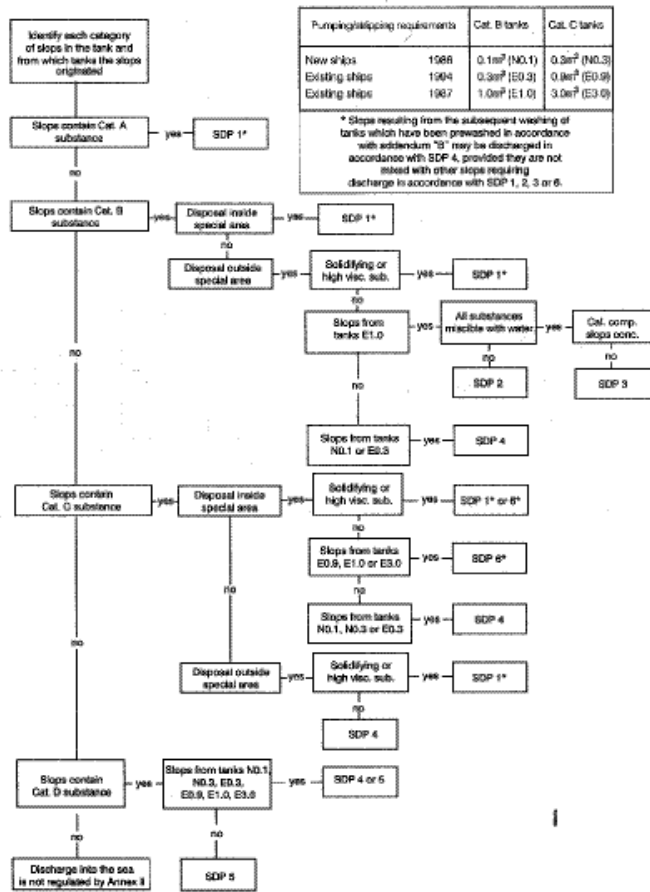 Identify each category
of slops in the tank and
from which tanks the slops
originated
Pumping/stripping requirements Cat. B tanks Cat. C tanks
New ships 1986 0.1m³ (N0.1) 0.3m³ (N0.3)
Existing ships 1994 0.3m³ (E0.3) 0.9m³ (E0.9)
Existing ships 1987 1.0m³ (E1.0) 3.0m³ (E3.0)
* Slops resulting from the subsequent washing of
tanks which have been prewashed in accordance
with addendum "B" may be discharged in
accordance with SDP 4, provided they are not
mixed with other slops requiring
discharge in accordance with SDP 1, 2, 3 or 6.
Slops contain Cat. A
substance
yes
SDP 1*
no
Slops contain Cat. B
substance
yes
Disposal inside
special area
yes
SDP 1*
no
Disposal outside
special area
yes
Solidifying or
high visc. sub.
yes
SDP 1*
no
Slops from
tanks E1.0
yes
All substances
miscible with water
yes
Cal. comp.
slops conc.
no
no
SDP 2
SDP 3
no
no
Slops from tanks
N0.1 or E0.3
yes
SDP 4
Slops contain
Cat. C substance
yes
Disposal inside
special area
yes
Solidifying or
high visc. sub.
yes
SDP 1* or 6*
no
Slops from tanks
E0.9, E1.0 or E3.0
yes
SDP 6*
no
no
Slops from tanks
N0.1, N0.3 or E0.3
yes
SDP 4
no
Disposal outside
special area
yes
Solidifying or
high visc. sub.
yes
SDP 1*
no
SDP 4
Slops contain
Cat. D substance
yes
Slops from tanks N0.1,
N0.3, E0.3,
E0.9, E1.0, E3.0
yes
SDP 4 or 5
no
no
Discharge into the sea
is not regulated by Annex II
SDP 5